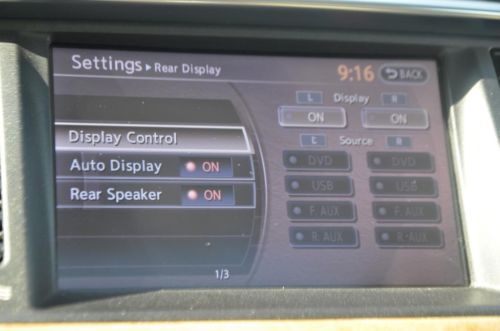 Settings ▸ Rear Display 9:16 BACK
L Display R
ON ON
Display Control
Source R
Auto Display ON DVD DVD
Rear Speaker ON USB USB
F. AUX F. AUX
R. AUX R. AUX
1/3